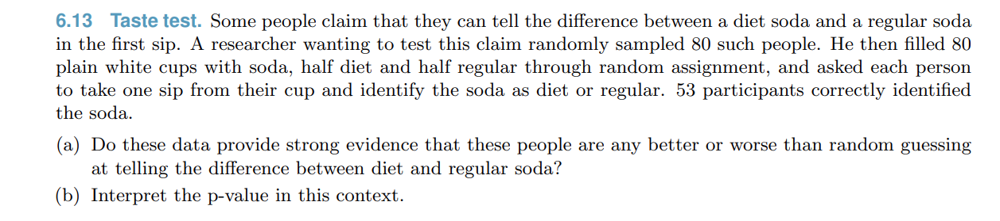 6.13 Taste test. Some people claim that they can tell the difference between a diet soda and a regular soda
in the first sip. A researcher wanting to test this claim randomly sampled 80 such people. He then filled 80
plain white cups with soda, half diet and half regular through random assignment, and asked each person
to take one sip from their cup and identify the soda as diet or regular. 53 participants correctly identified
the soda.
(a) Do these data provide strong evidence that these people are any better or worse than random guessing
at telling the difference between diet and regular soda?
(b) Interpret the p-value in this context.